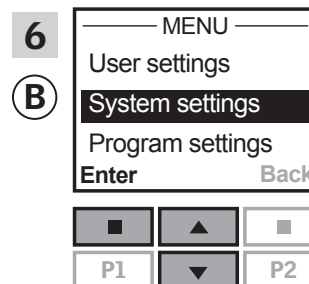 6
B
MENU
User settings
System settings
Program settings
Enter Back
P1 P2